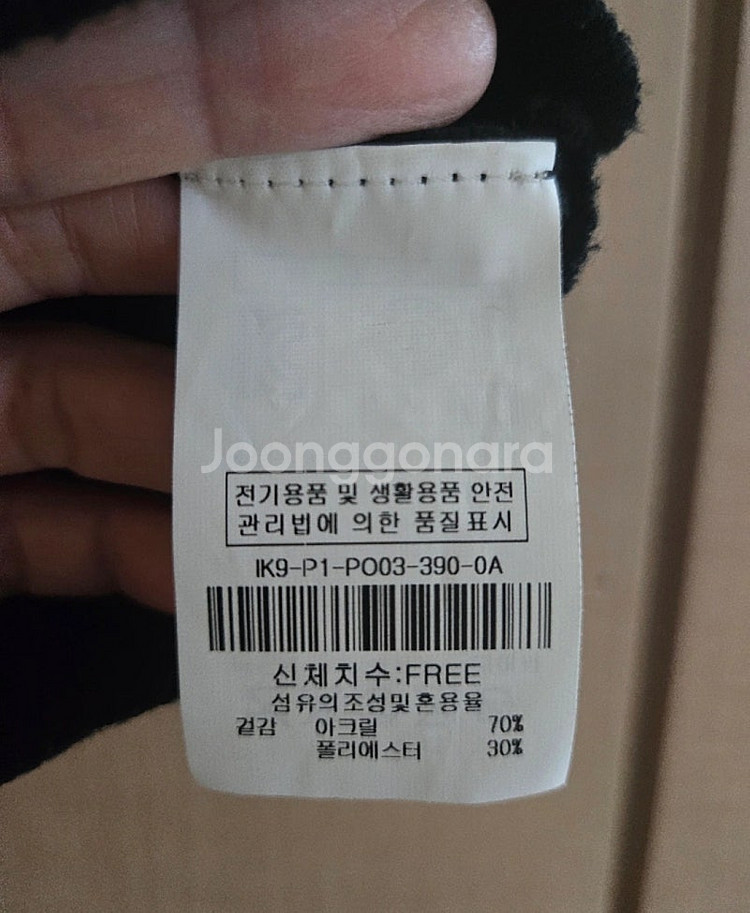 Joonggonara
전기용품 및 생활용품 안전
관리법에 의한 품질표시
IK9-P1-PO03-390-0A
신체치수:FREE
섬유의조성및혼용율
겉감 아크릴 70%
폴리에스터 30%